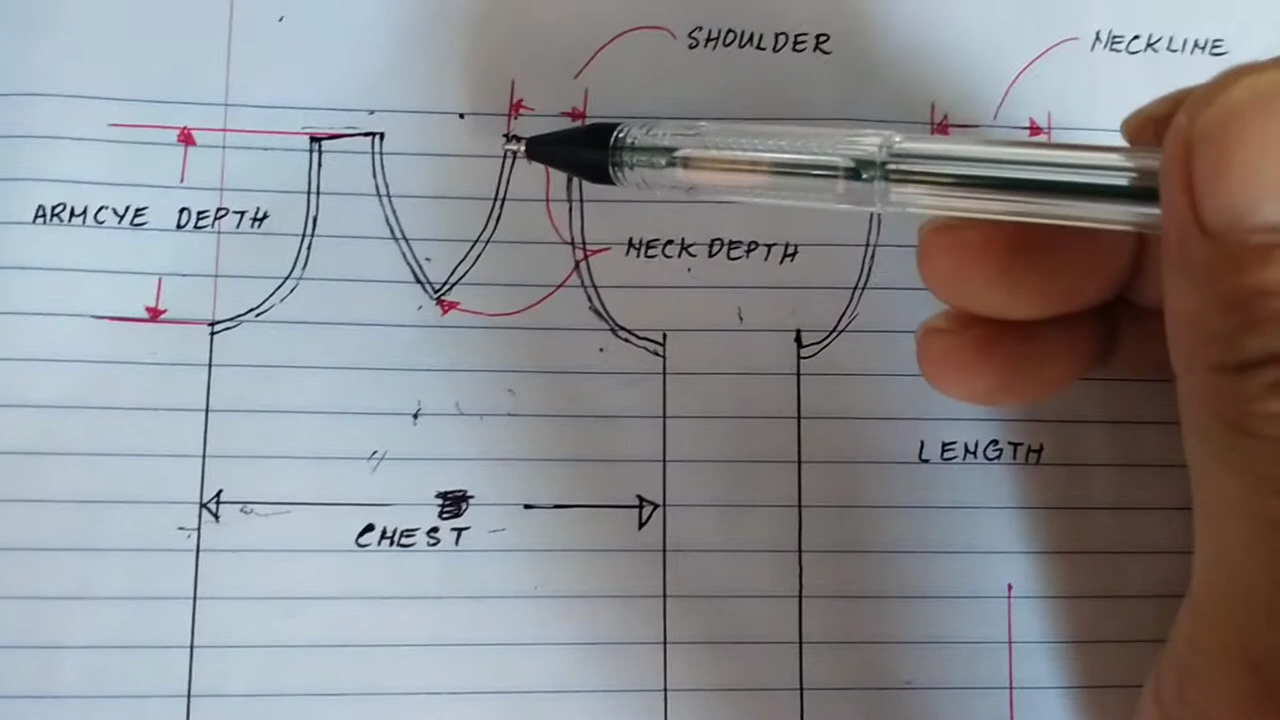 SHOULDER
NECKLINE
ARMCYE DEPTH
NECK DEPTH
LENGTH
CHEST